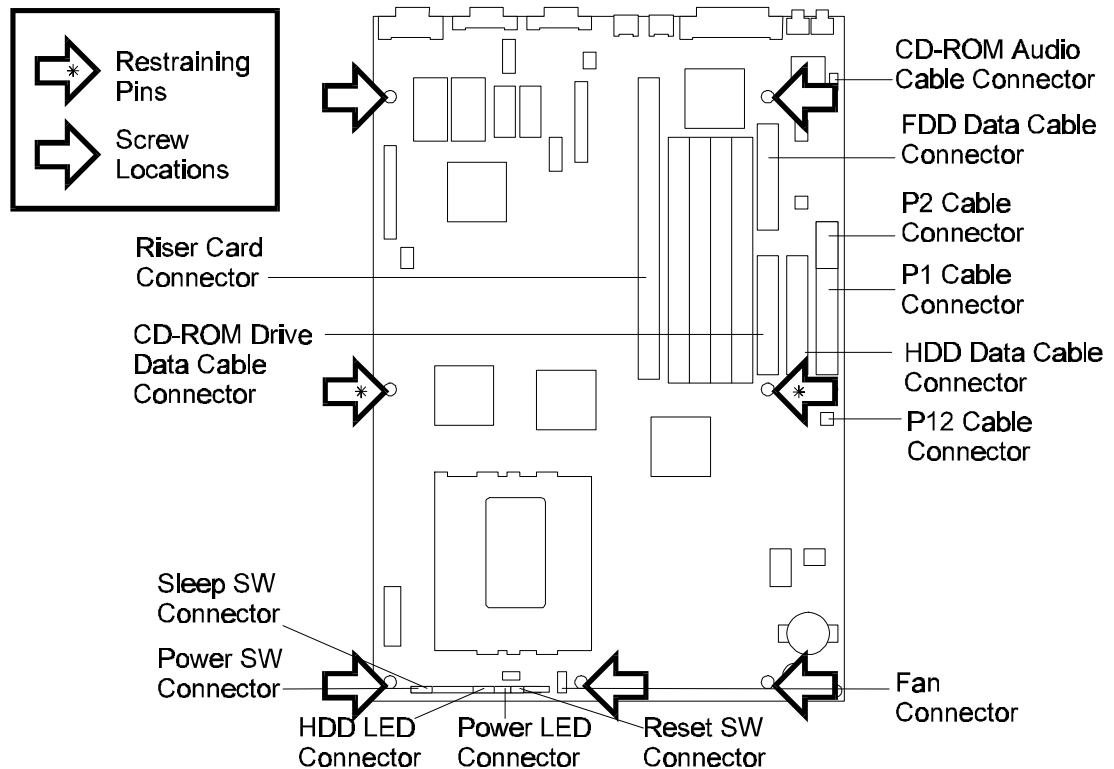 Restraining
Pins
Screw
Locations
CD-ROM Audio
Cable Connector
FDD Data Cable
Connector
P2 Cable
Connector
P1 Cable
Connector
HDD Data Cable
Connector
P12 Cable
Connector
Riser Card
Connector
CD-ROM Drive
Data Cable
Connector
Sleep SW
Connector
Power SW
Connector
HDD LED
Connector
Power LED
Connector
Reset SW
Connector
Fan
Connector